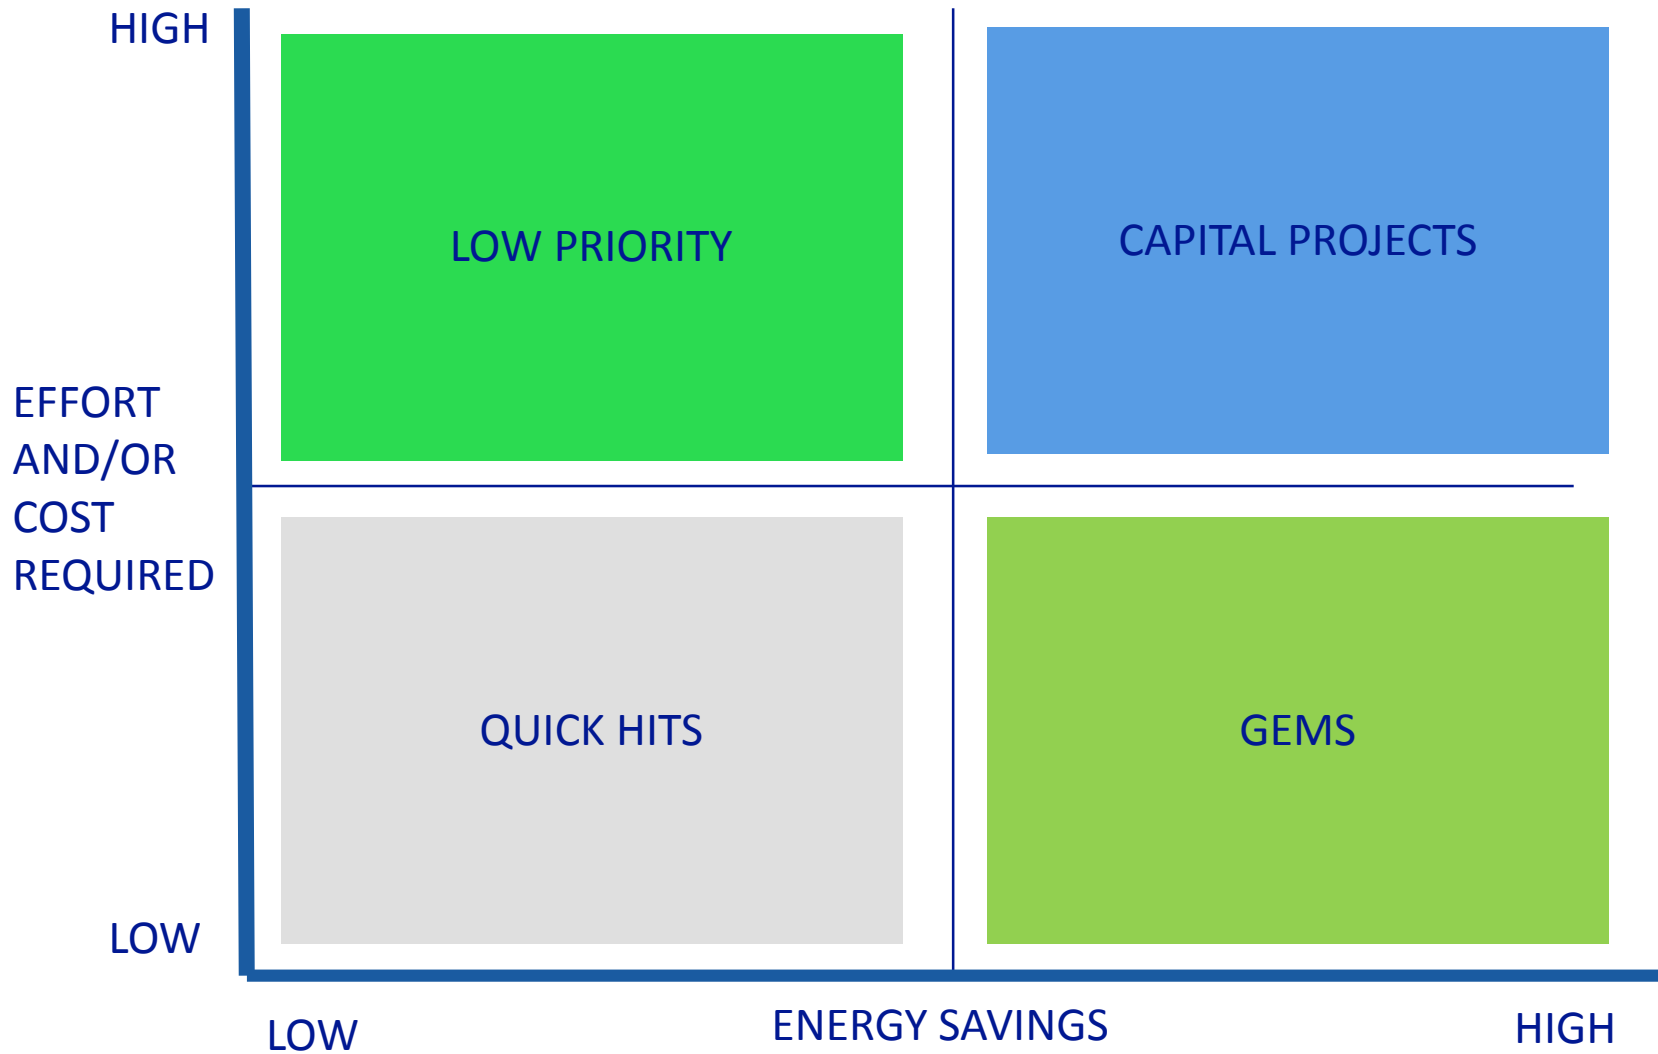 HIGH
LOW PRIORITY
CAPITAL PROJECTS
EFFORT
AND/OR
COST
REQUIRED
QUICK HITS
GEMS
LOW
LOW
ENERGY SAVINGS
HIGH